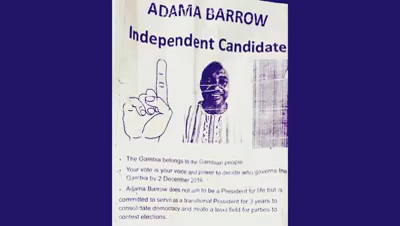 ADAMA BARROW
Independent Candidate
• The Gambia belongs to the Gambian people.
• Your vote is your voice and power to decide who governs the
Gambia by 2 December 2016.
• Adama Barrow does not aim to be a President for life but is
committed to serve as a transitional President for 3 years to
consolidate democracy and create a level field for parties to
contest elections.